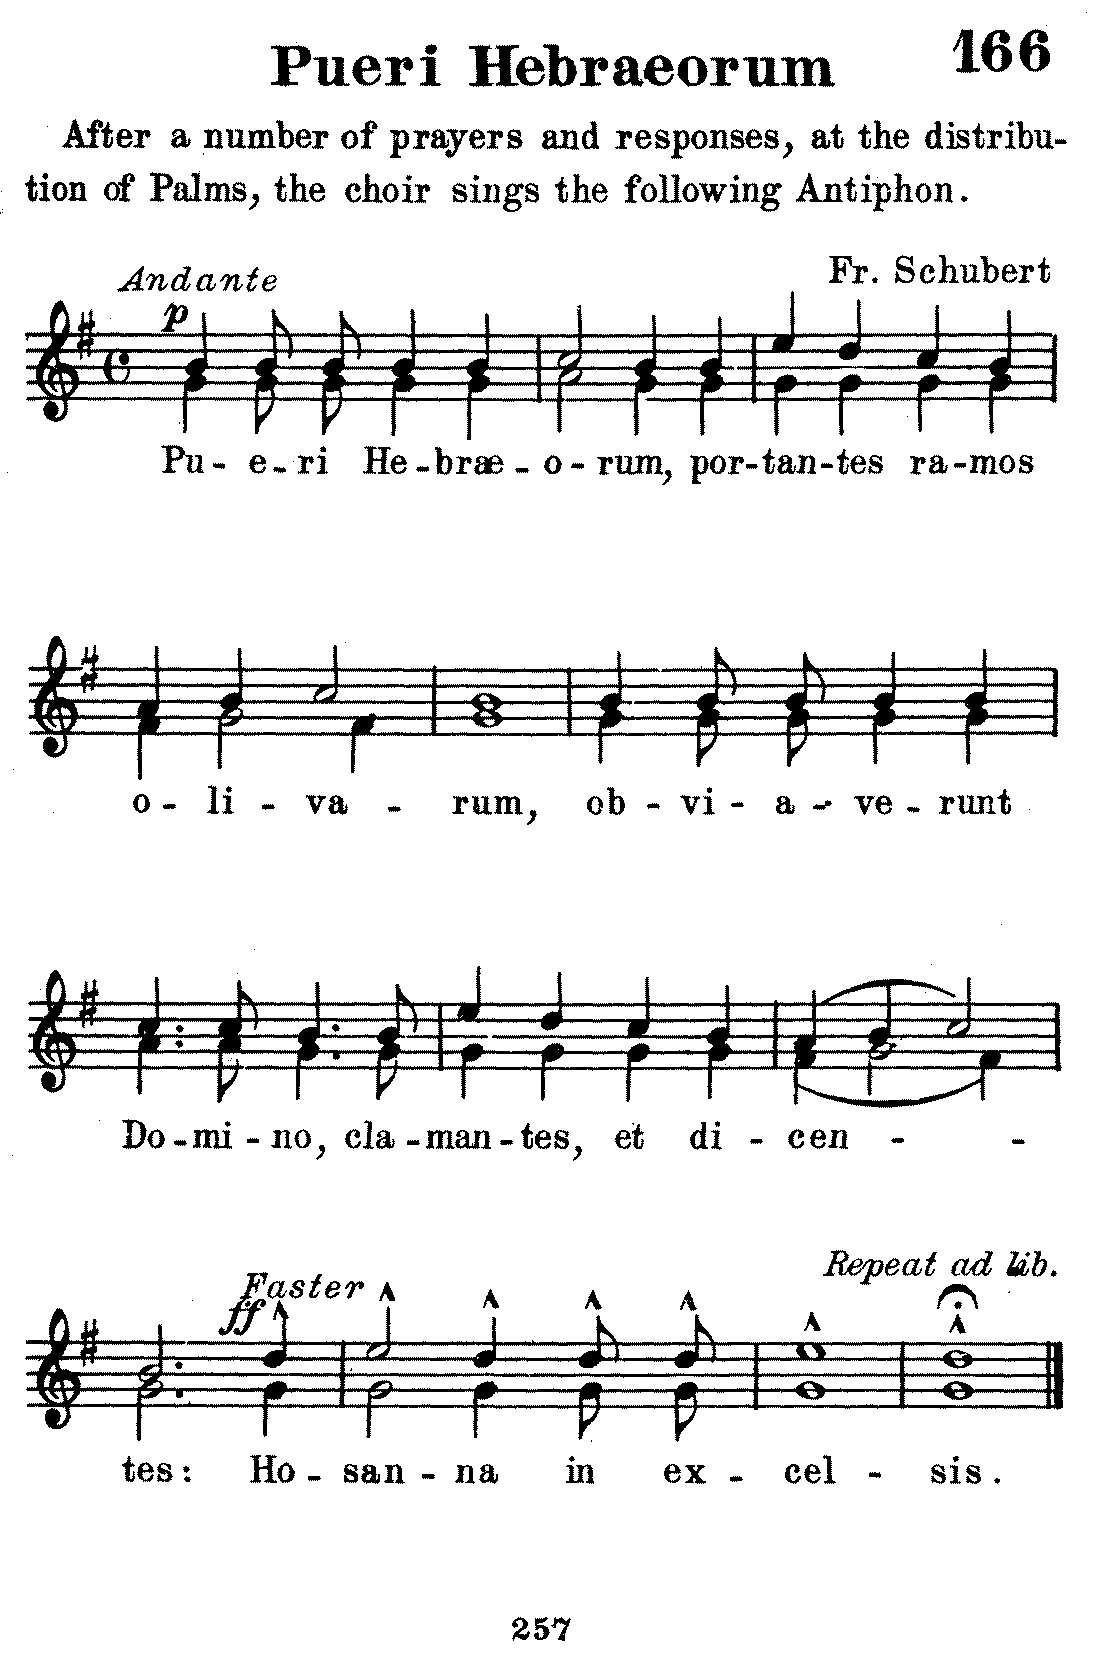 166
Pueri Hebraeorum
After a number of prayers and responses, at the distribu-
tion of Palms, the choir sings the following Antiphon.
Andante
Fr. Schubert
p
Pu - e - ri He - bræ - o - rum, por - tan - tes ra - mos
o - li - va - rum, ob - vi - a - ve - runt
Do - mi - no, cla - man - tes, et di - cen - -
Faster
Repeat ad lib.
ff
tes: Ho - san - na in ex - cel - sis.
257